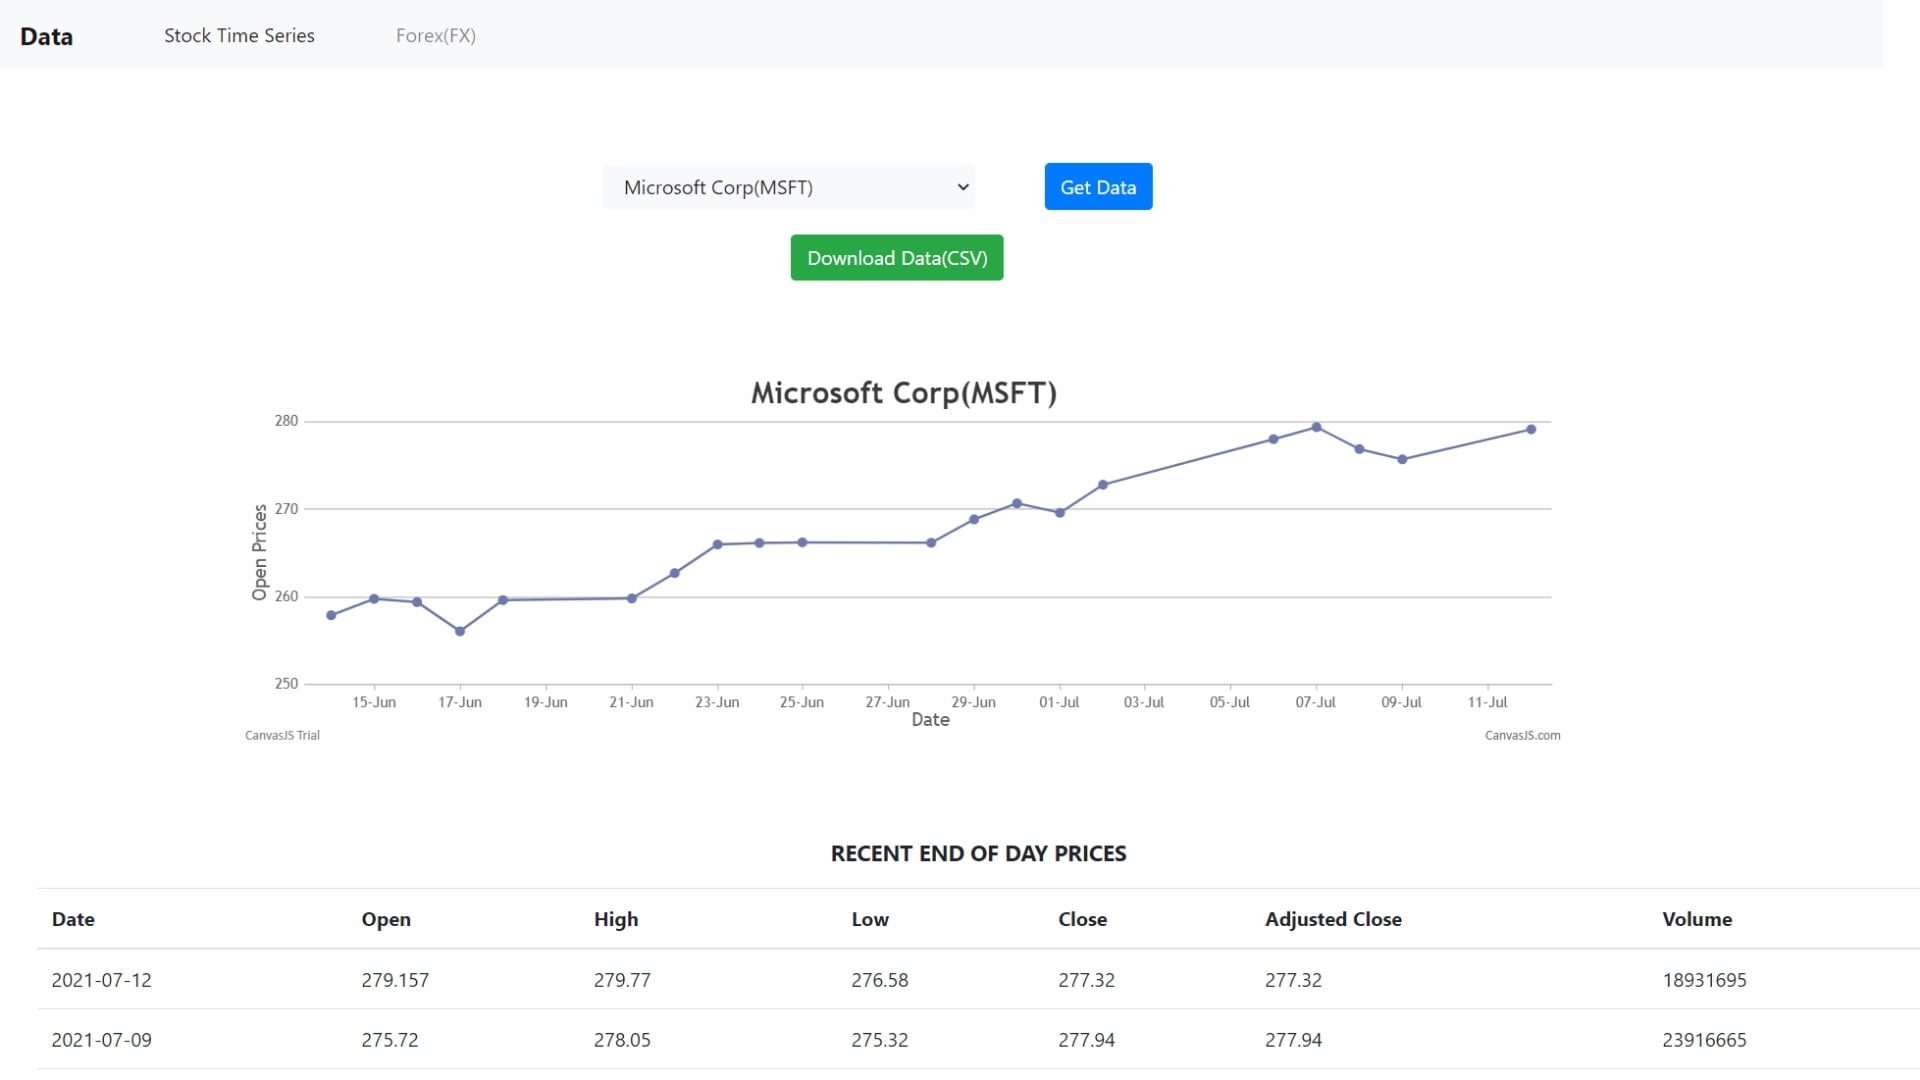 Data Stock Time Series Forex(FX)
Microsoft Corp(MSFT) Get Data
Download Data(CSV)
Microsoft Corp(MSFT)
280
270
260
250
Open Prices
15-Jun 17-Jun 19-Jun 21-Jun 23-Jun 25-Jun 27-Jun 29-Jun 01-Jul 03-Jul 05-Jul 07-Jul 09-Jul 11-Jul
Date
CanvasJS Trial CanvasJS.com
RECENT END OF DAY PRICES
Date Open High Low Close Adjusted Close Volume
2021-07-12 279.157 279.77 276.58 277.32 277.32 18931695
2021-07-09 275.72 278.05 275.32 277.94 277.94 23916665